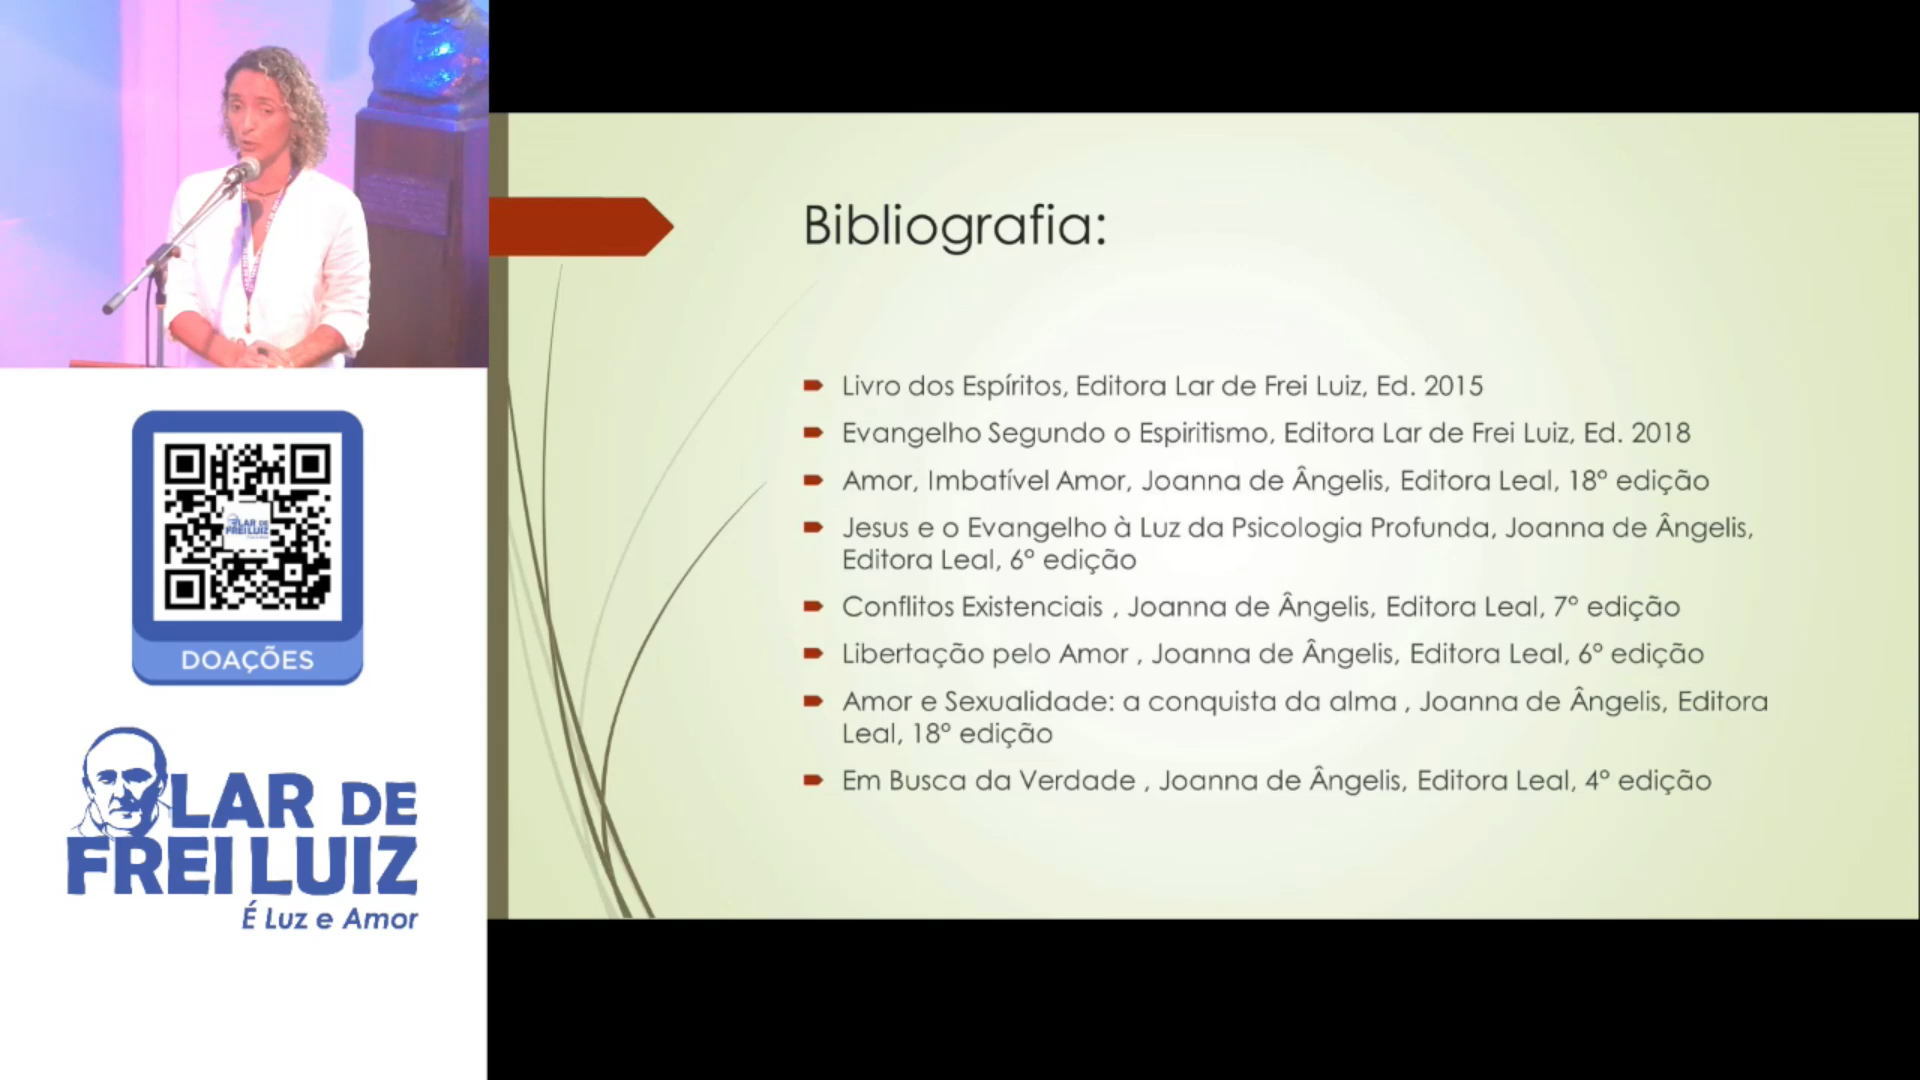 Bibliografia:
Livro dos Espíritos, Editora Lar de Frei Luiz, Ed. 2015
Evangelho Segundo o Espiritismo, Editora Lar de Frei Luiz, Ed. 2018
Amor, Imbatível Amor, Joanna de Ângelis, Editora Leal, 18° edição
Jesus e o Evangelho à Luz da Psicologia Profunda, Joanna de Ângelis,
Editora Leal, 6° edição
Conflitos Existenciais , Joanna de Ângelis, Editora Leal, 7° edição
Libertação pelo Amor , Joanna de Ângelis, Editora Leal, 6° edição
Amor e Sexualidade: a conquista da alma , Joanna de Ângelis, Editora
Leal, 18° edição
Em Busca da Verdade , Joanna de Ângelis, Editora Leal, 4° edição
LAR DE
FREI LUIZ
DOAÇÕES
LAR DE
FREI LUIZ
É Luz e Amor